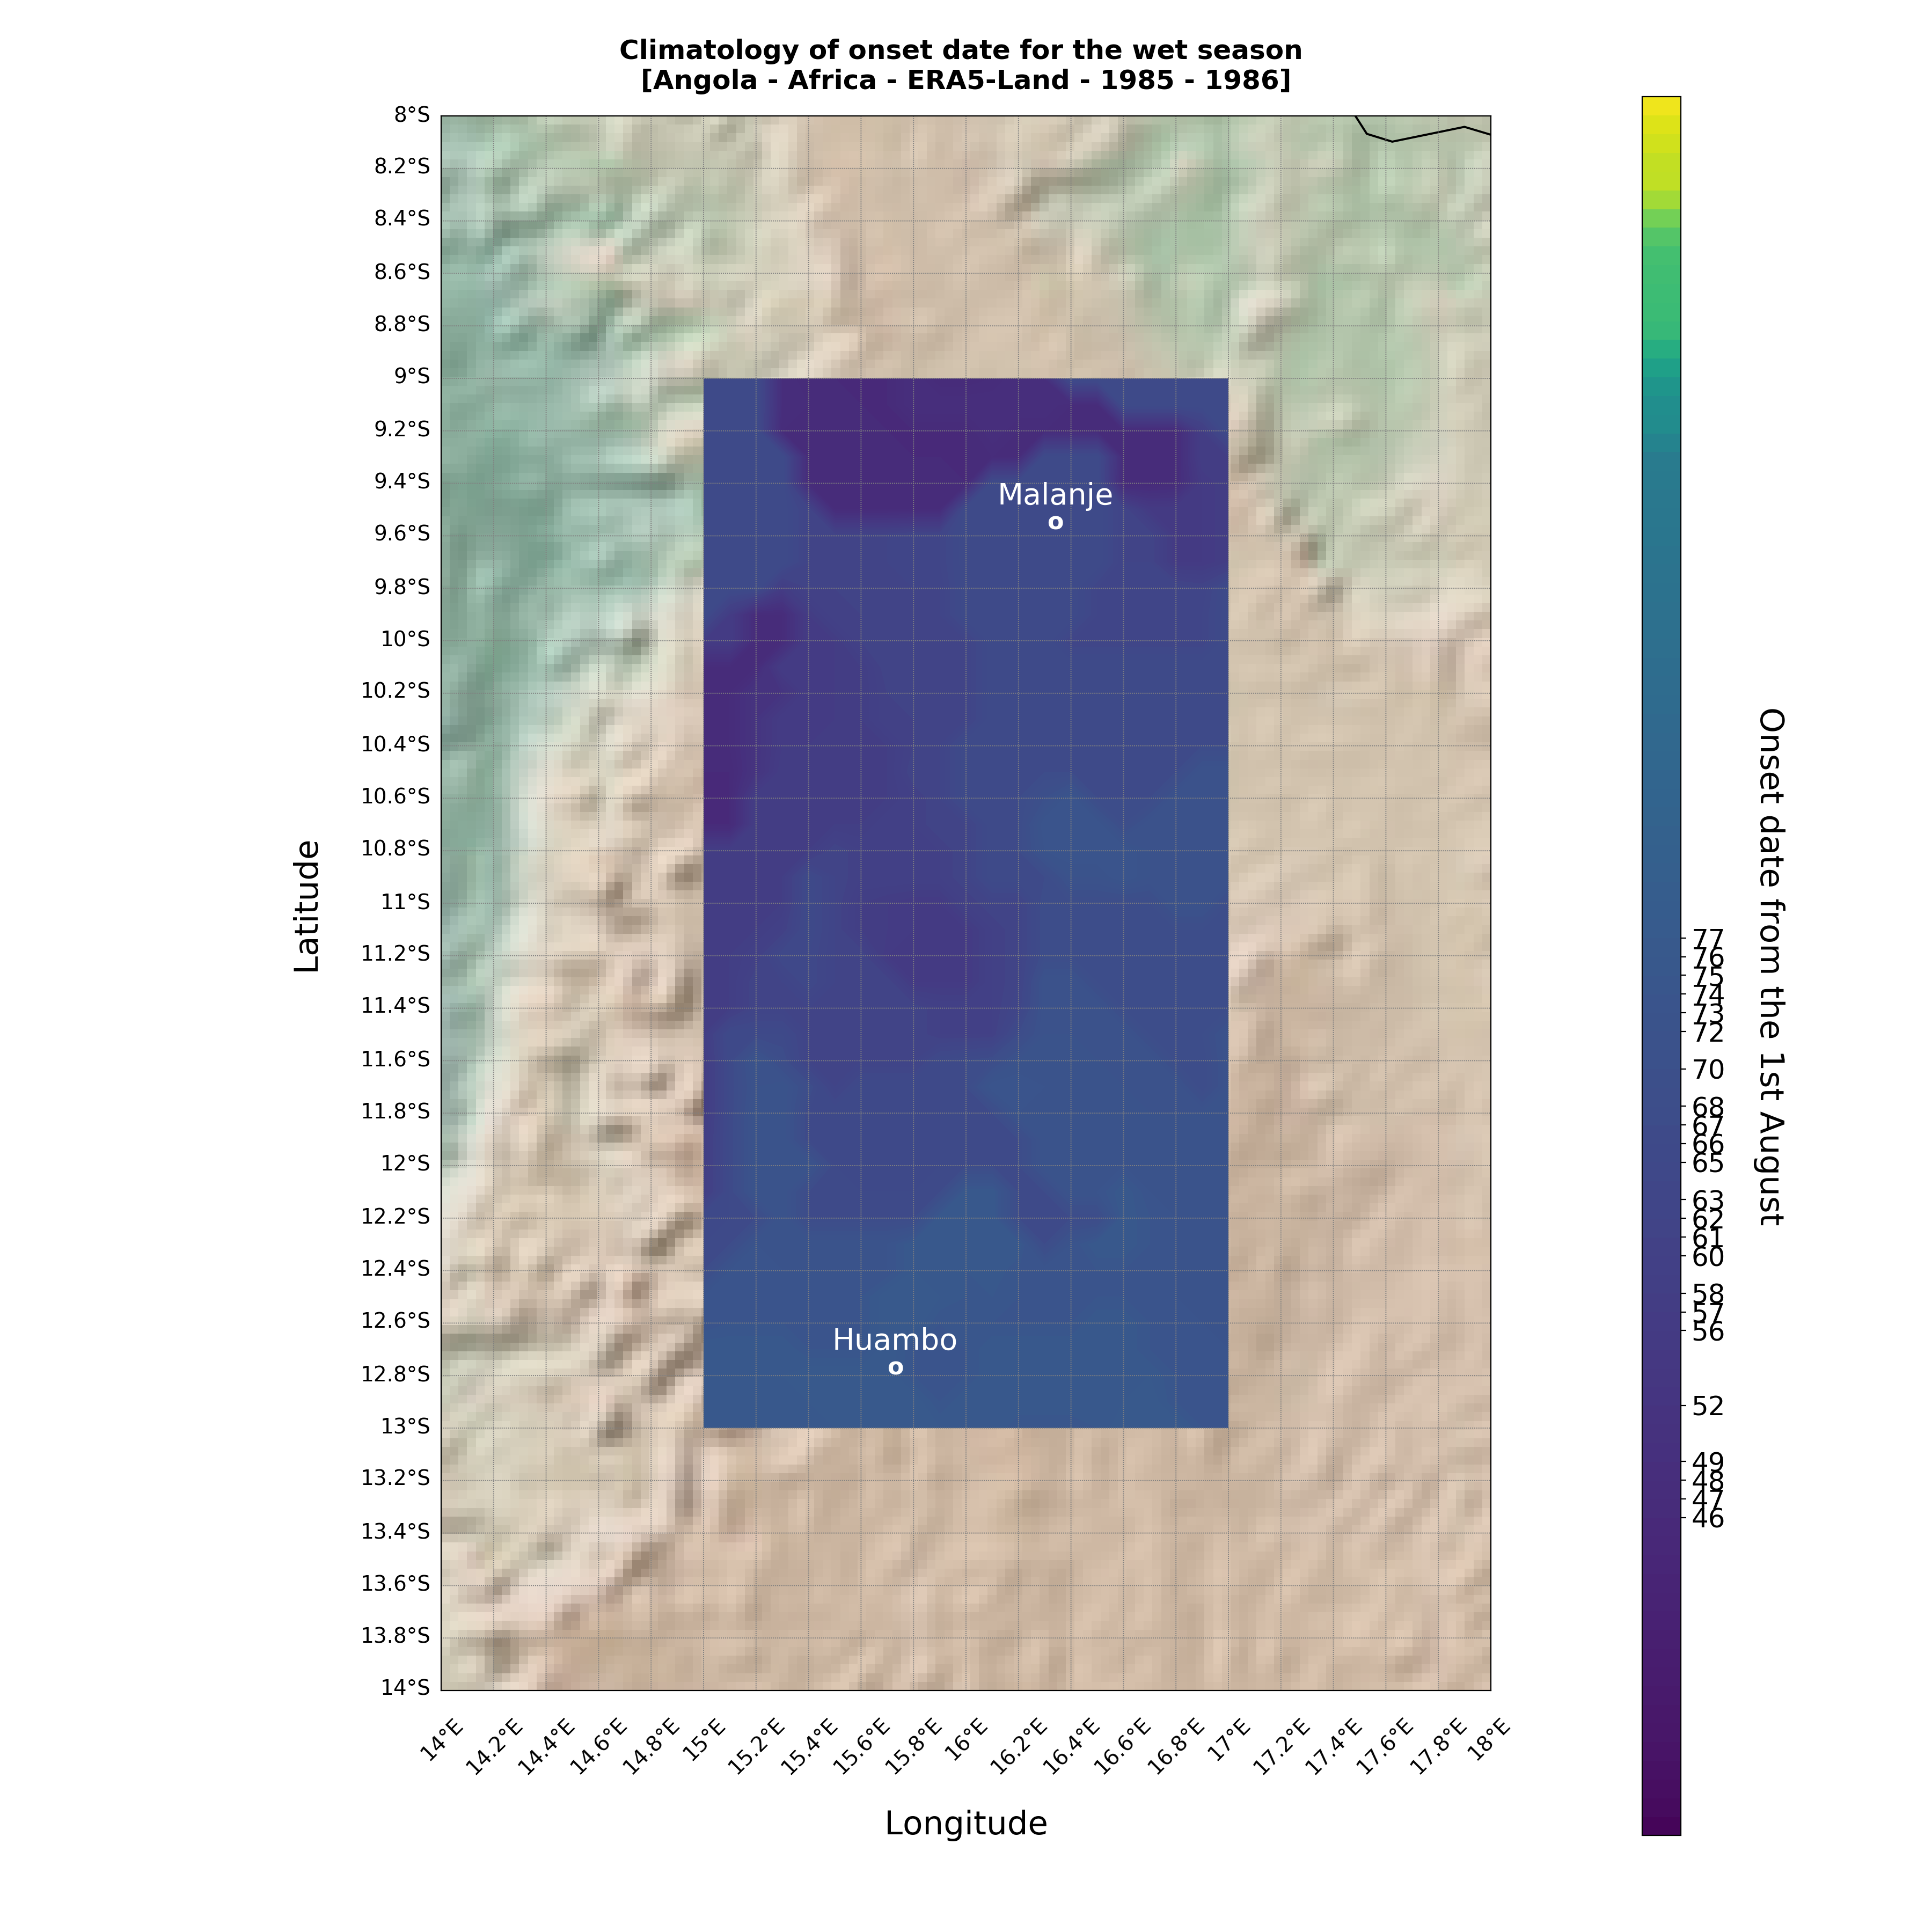 Climatology of onset date for the wet season
[Angola - Africa - ERA5-Land - 1985 - 1986]
8°S
8.2°S
8.4°S
8.6°S
8.8°S
9°S
9.2°S
9.4°S
9.6°S
9.8°S
10°S
10.2°S
10.4°S
10.6°S
10.8°S
11°S
11.2°S
11.4°S
11.6°S
11.8°S
12°S
12.2°S
12.4°S
12.6°S
12.8°S
13°S
13.2°S
13.4°S
13.6°S
13.8°S
14°S
Latitude
Malanje
Huambo
14°E
14.2°E
14.4°E
14.6°E
14.8°E
15°E
15.2°E
15.4°E
15.6°E
15.8°E
16°E
16.2°E
16.4°E
16.6°E
16.8°E
17°E
17.2°E
17.4°E
17.6°E
17.8°E
18°E
Longitude
77
76
75
74
73
72
70
68
67
66
65
63
62
61
60
58
57
56
52
49
48
47
46
Onset date from the 1st August